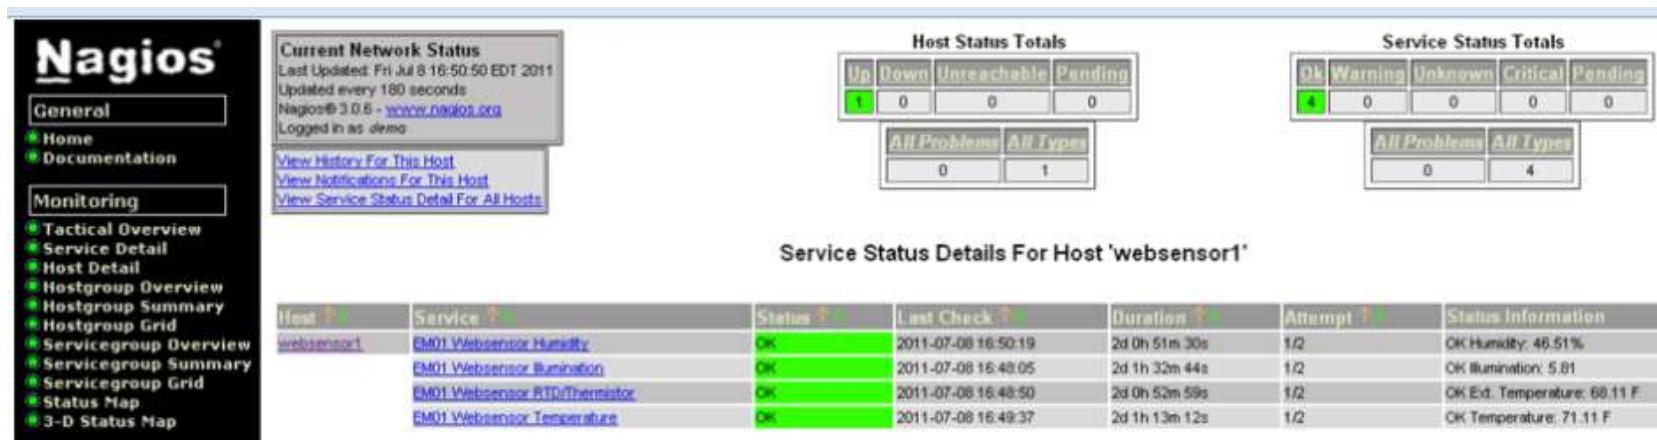 Nagios®
General
Home
Documentation
Monitoring
Tactical Overview
Service Detail
Host Detail
Hostgroup Overview
Hostgroup Summary
Hostgroup Grid
Servicegroup Overview
Servicegroup Summary
Servicegroup Grid
Status Map
3-D Status Map
Current Network Status
Last Updated: Fri Jul 8 16:50:50 EDT 2011
Updated every 180 seconds
Nagios® 3.0.6 - www.nagios.org
Logged in as demo
View History For This Host
View Notifications For This Host
View Service Status Detail For All Hosts
Host Status Totals
Up Down Unreachable Pending
1 0 0 0
All Problems All Types
0 1
Service Status Totals
Ok Warning Unknown Critical Pending
4 0 0 0 0
All Problems All Types
0 4
Service Status Details For Host 'websensor1'
Host Service Status Last Check Duration Attempt Status Information
websensor1 EM01 Websensor Humidity OK 2011-07-08 16:50:19 2d 0h 51m 30s 1/2 OK Humidity: 46.51%
EM01 Websensor Illumination OK 2011-07-08 16:48:05 2d 1h 32m 44s 1/2 OK Illumination: 5.81
EM01 Websensor RTD/Thermistor OK 2011-07-08 16:48:50 2d 0h 52m 59s 1/2 OK Ext. Temperature: 68.11 F
EM01 Websensor Temperature OK 2011-07-08 16:49:37 2d 1h 13m 12s 1/2 OK Temperature: 71.11 F